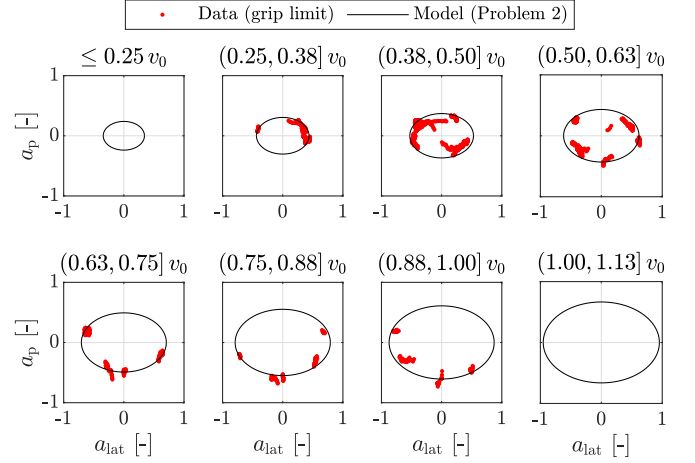 Data (grip limit) Model (Problem 2)
≤ 0.25 v₀ (0.25, 0.38] v₀ (0.38, 0.50] v₀ (0.50, 0.63] v₀
1
0
-1
aₚ [-]
-1 0 1 -1 0 1 -1 0 1 -1 0 1
(0.63, 0.75] v₀ (0.75, 0.88] v₀ (0.88, 1.00] v₀ (1.00, 1.13] v₀
1
0
-1
aₚ [-]
-1 0 1 -1 0 1 -1 0 1 -1 0 1
a_lat [-] a_lat [-] a_lat [-] a_lat [-]